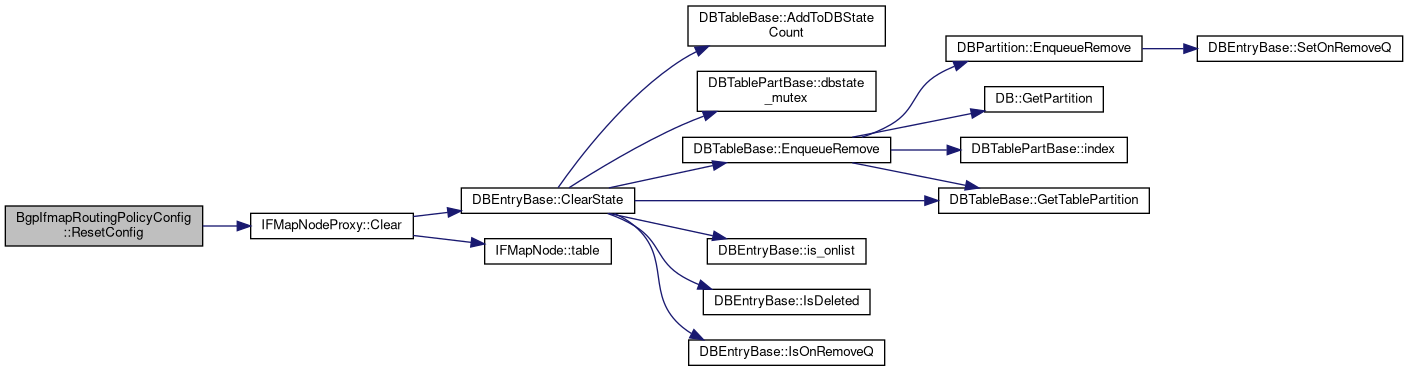 BgpIfmapRoutingPolicyConfig
::ResetConfig
IFMapNodeProxy::Clear
DBEntryBase::ClearState
IFMapNode::table
DBTableBase::AddToDBState
Count
DBTablePartBase::dbstate
_mutex
DBTableBase::EnqueueRemove
DBPartition::EnqueueRemove
DBEntryBase::SetOnRemoveQ
DB::GetPartition
DBTablePartBase::index
DBTableBase::GetTablePartition
DBEntryBase::is_onlist
DBEntryBase::IsDeleted
DBEntryBase::IsOnRemoveQ